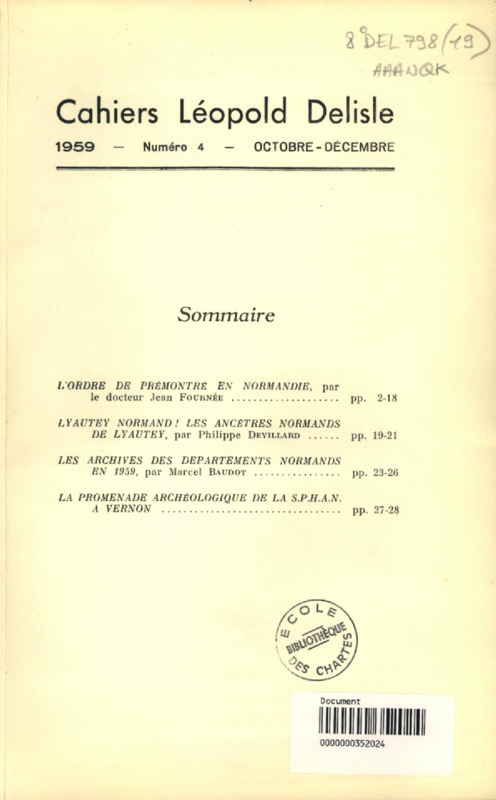 8° DEL 798 (19)
AAANQK
Cahiers Léopold Delisle
1959 — Numéro 4 — OCTOBRE - DÉCEMBRE
Sommaire
L'ORDRE DE PRÉMONTRÉ EN NORMANDIE, par
le docteur Jean FOURNÉE .................... pp. 2-18
LYAUTEY NORMAND ! LES ANCÊTRES NORMANDS
DE LYAUTEY, par Philippe DEVILLARD ...... pp. 19-21
LES ARCHIVES DES DEPARTEMENTS NORMANDS
EN 1959, par Marcel BAUDOT ................ pp. 23-26
LA PROMENADE ARCHÉOLOGIQUE DE LA S.P.H.A.N.
A VERNON ................................. pp. 27-28
ÉCOLE
BIBLIOTHÈQUE
DES CHARTES
Document
0000000352024